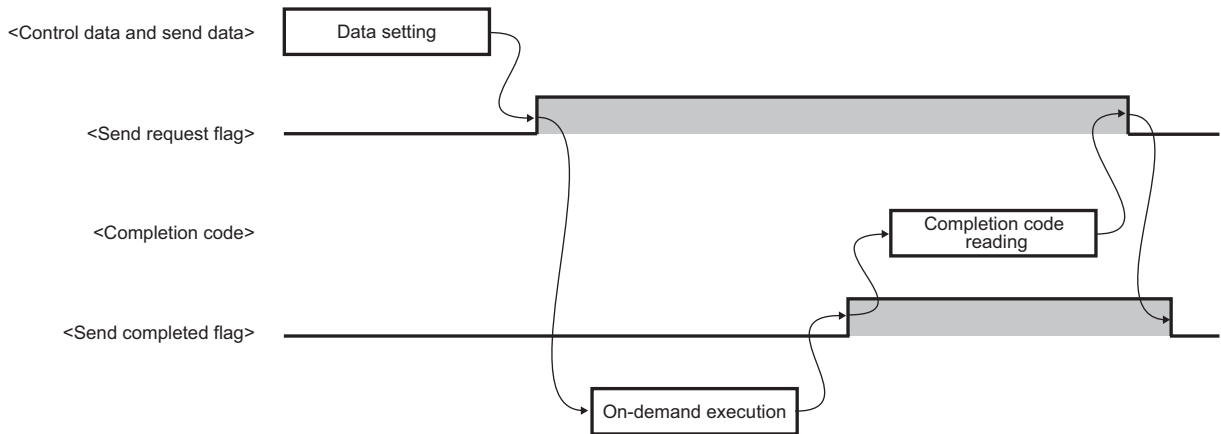 <Control data and send data>
Data setting
<Send request flag>
<Completion code>
Completion code
reading
<Send completed flag>
On-demand execution